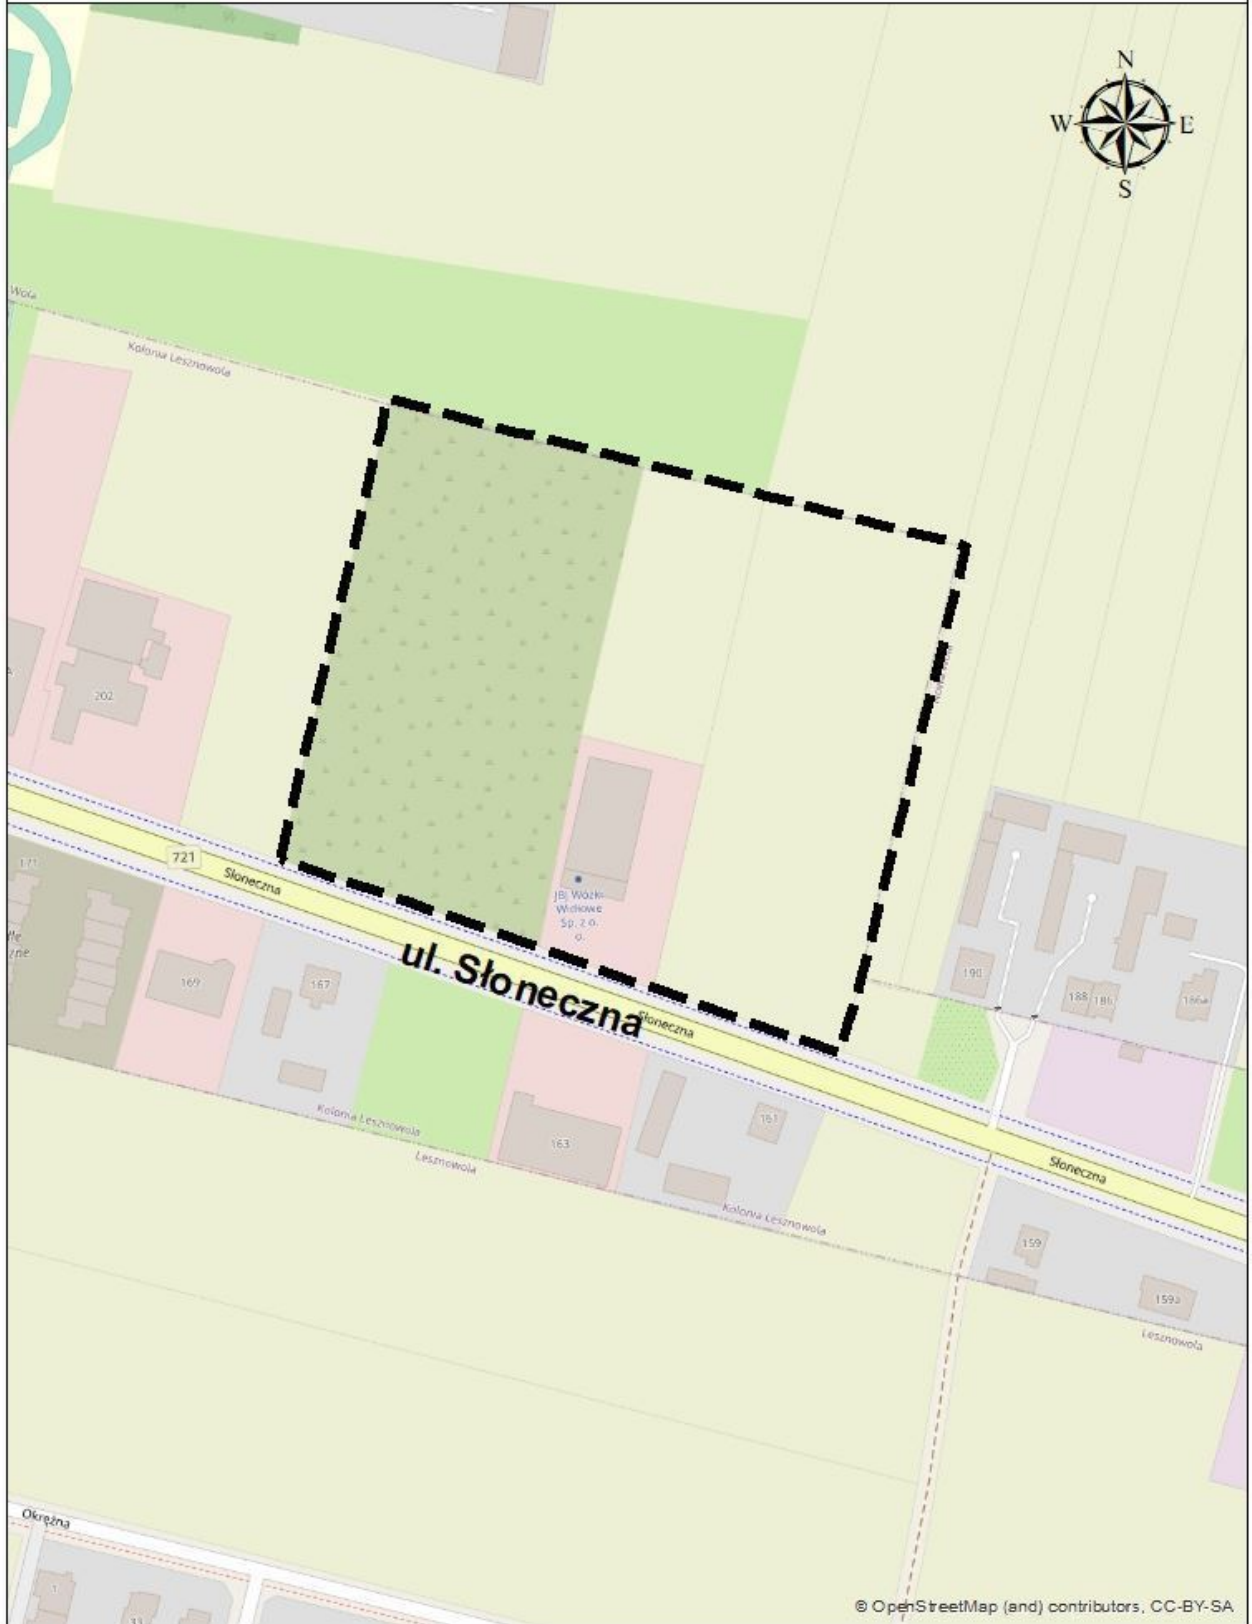 N
W E
S
Wola
Kolonia Lesznowola
202
721
Słoneczna
171
JBJ Wózki
Widłowe
Sp. z o.
o.
190
188
186
186a
ul. Słoneczna
Słoneczna
169
167
Kolonia Lesznowola
Lesznowola
163
161
Słoneczna
Kolonia Lesznowola
159
159a
Lesznowola
Okrężna
1
33
© OpenStreetMap (and) contributors, CC-BY-SA